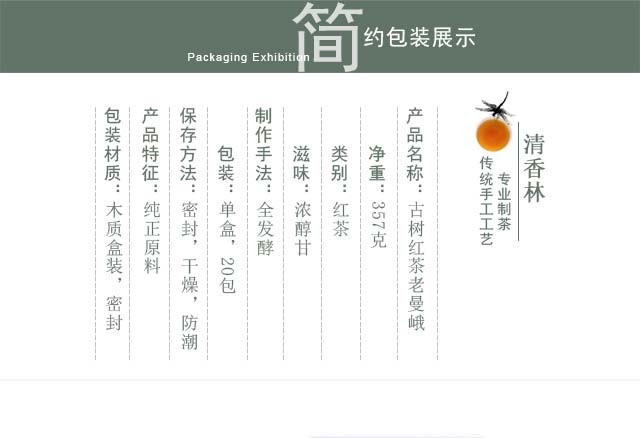 简约包装展示
Packaging Exhibition
清香林
专业制茶
传统手工工艺
产品名称：古树红茶老曼峨
净重：357克
类别：红茶
滋味：浓醇甘
制作手法：全发酵
包装：单盒，20包
保存方法：密封，干燥，防潮
产品特征：纯正原料
包装材质：木质盒装，密封